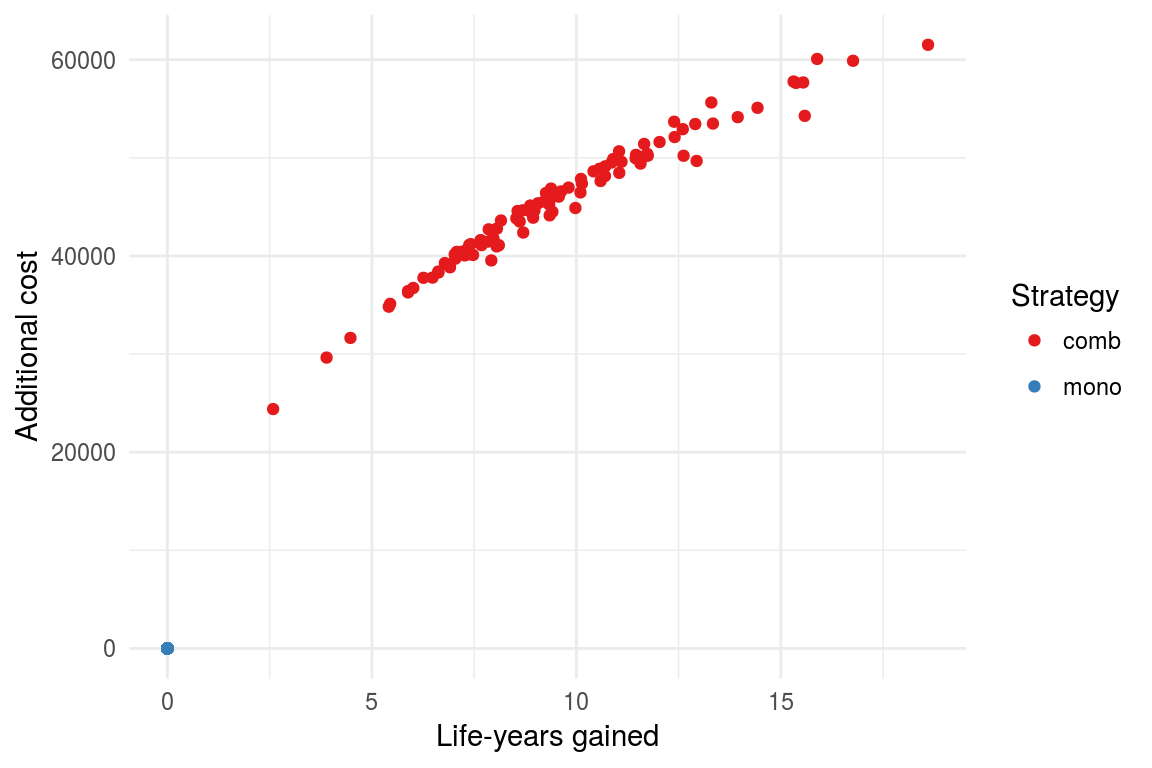 60000
40000
20000
0
Additional cost
0
5
10
15
Life-years gained
Strategy
comb
mono